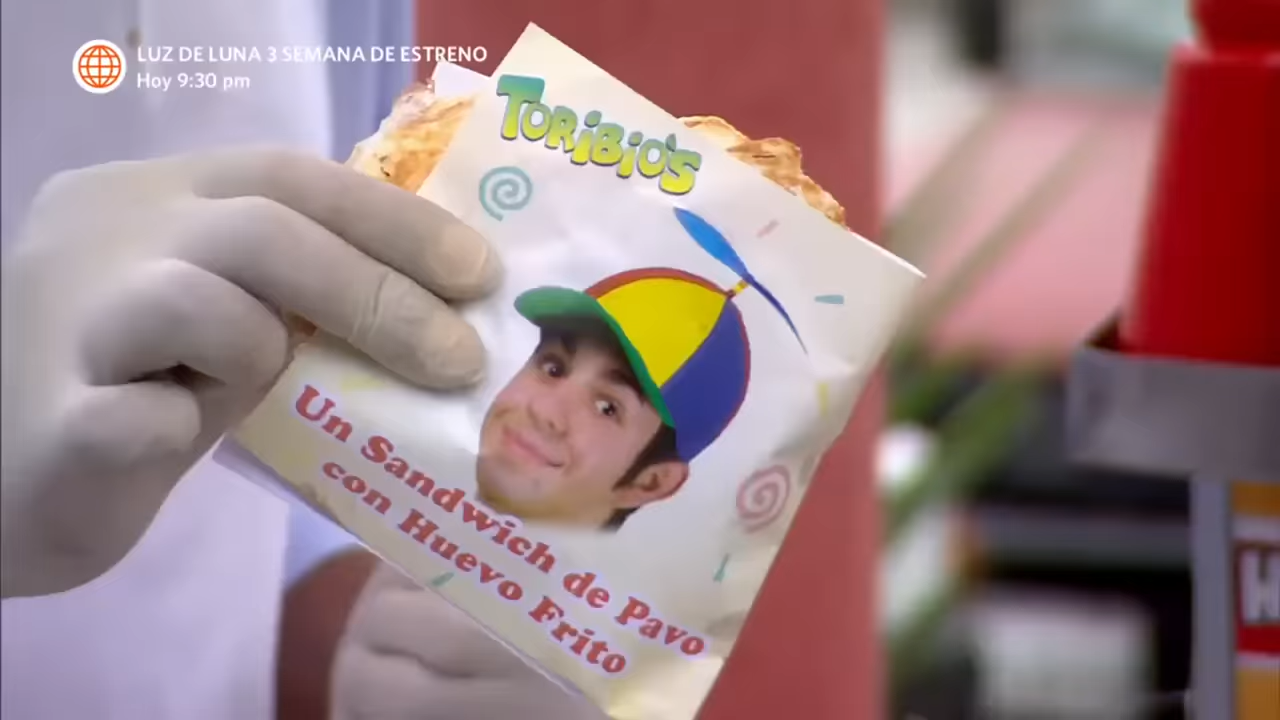 LUZ DE LUNA 3 SEMANA DE ESTRENO
Hoy 9:30 pm
TORIBIO'S
Un Sandwich de Pavo
con Huevo Frito